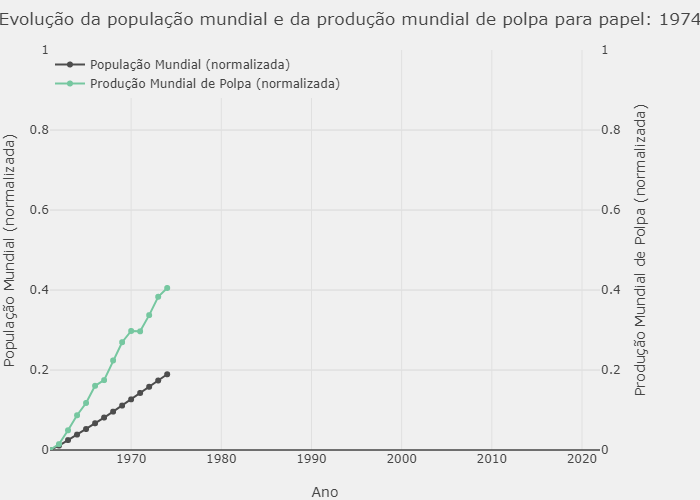 Evolução da população mundial e da produção mundial de polpa para papel: 1974
População Mundial (normalizada)
Produção Mundial de Polpa (normalizada)
População Mundial (normalizada)
1
0.8
0.6
0.4
0.2
0
1
0.8
0.6
0.4
0.2
0
Produção Mundial de Polpa (normalizada)
1970 1980 1990 2000 2010 2020
Ano